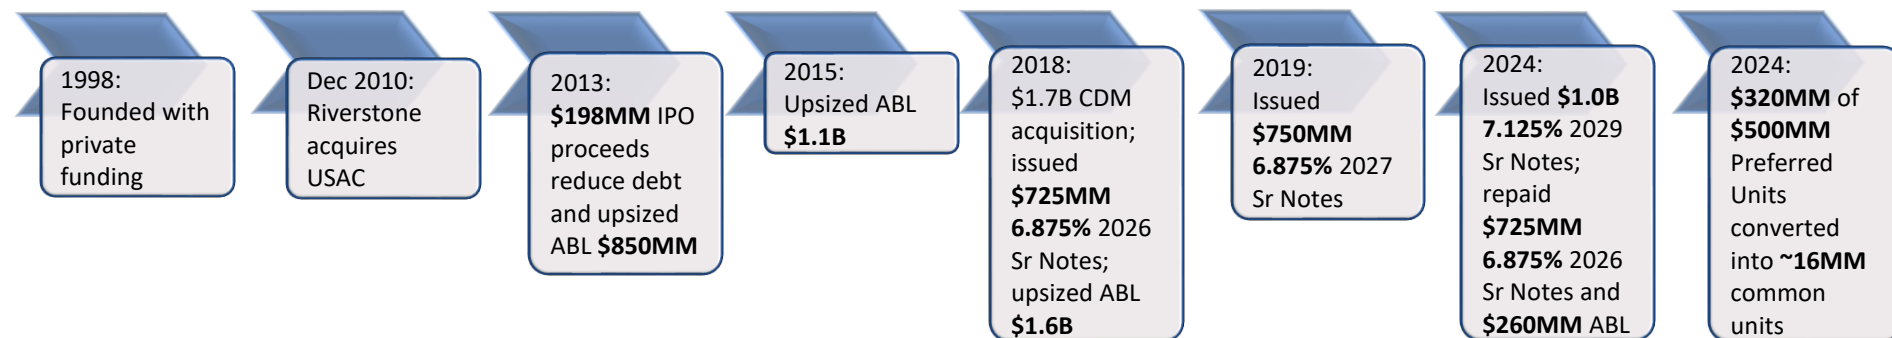 1998:
Founded with
private
funding
Dec 2010:
Riverstone
acquires
USAC
2013:
$198MM IPO
proceeds
reduce debt
and upsized
ABL $850MM
2015:
Upsized ABL
$1.1B
2018:
$1.7B CDM
acquisition;
issued
$725MM
6.875% 2026
Sr Notes;
upsized ABL
$1.6B
2019:
Issued
$750MM
6.875% 2027
Sr Notes
2024:
Issued $1.0B
7.125% 2029
Sr Notes;
repaid
$725MM
6.875% 2026
Sr Notes and
$260MM ABL
2024:
$320MM of
$500MM
Preferred
Units
converted
into ~16MM
common
units